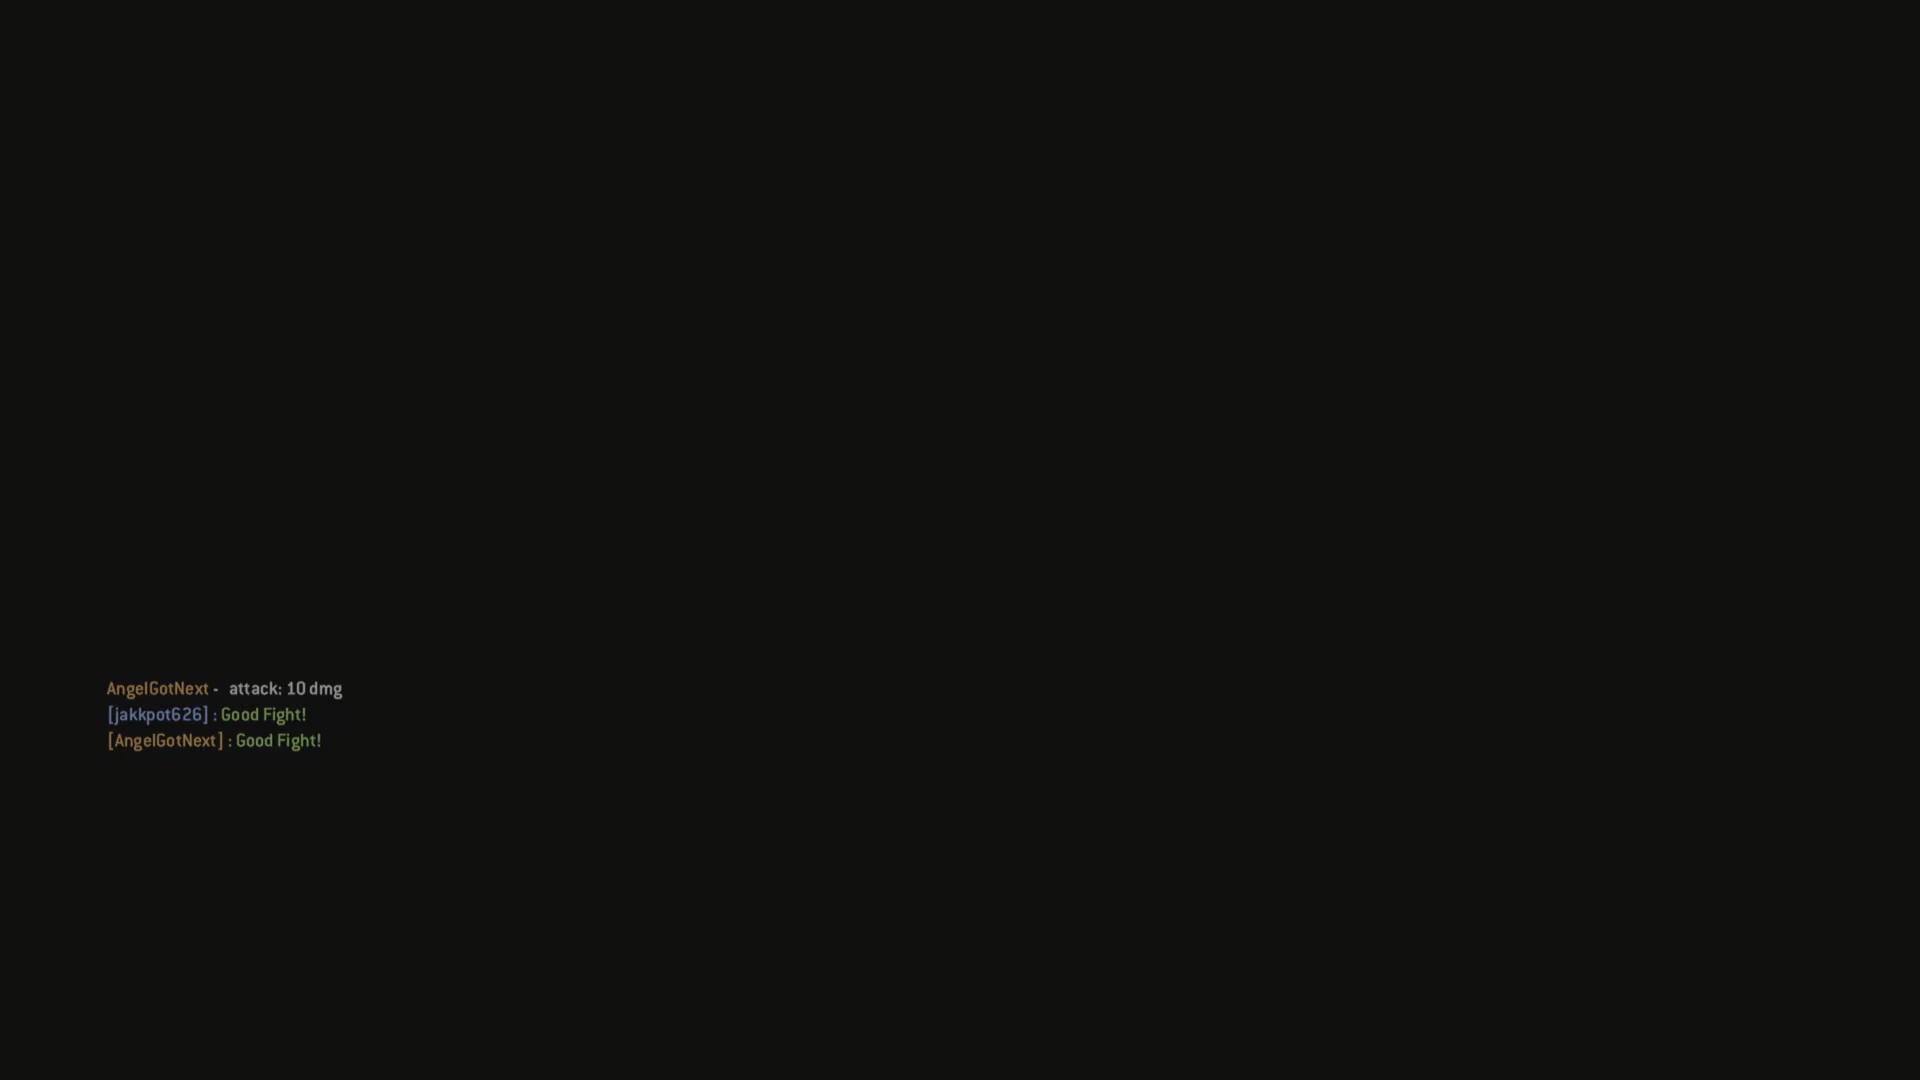 AngelGotNext - attack: 10 dmg
[jakkpot626] : Good Fight!
[AngelGotNext] : Good Fight!